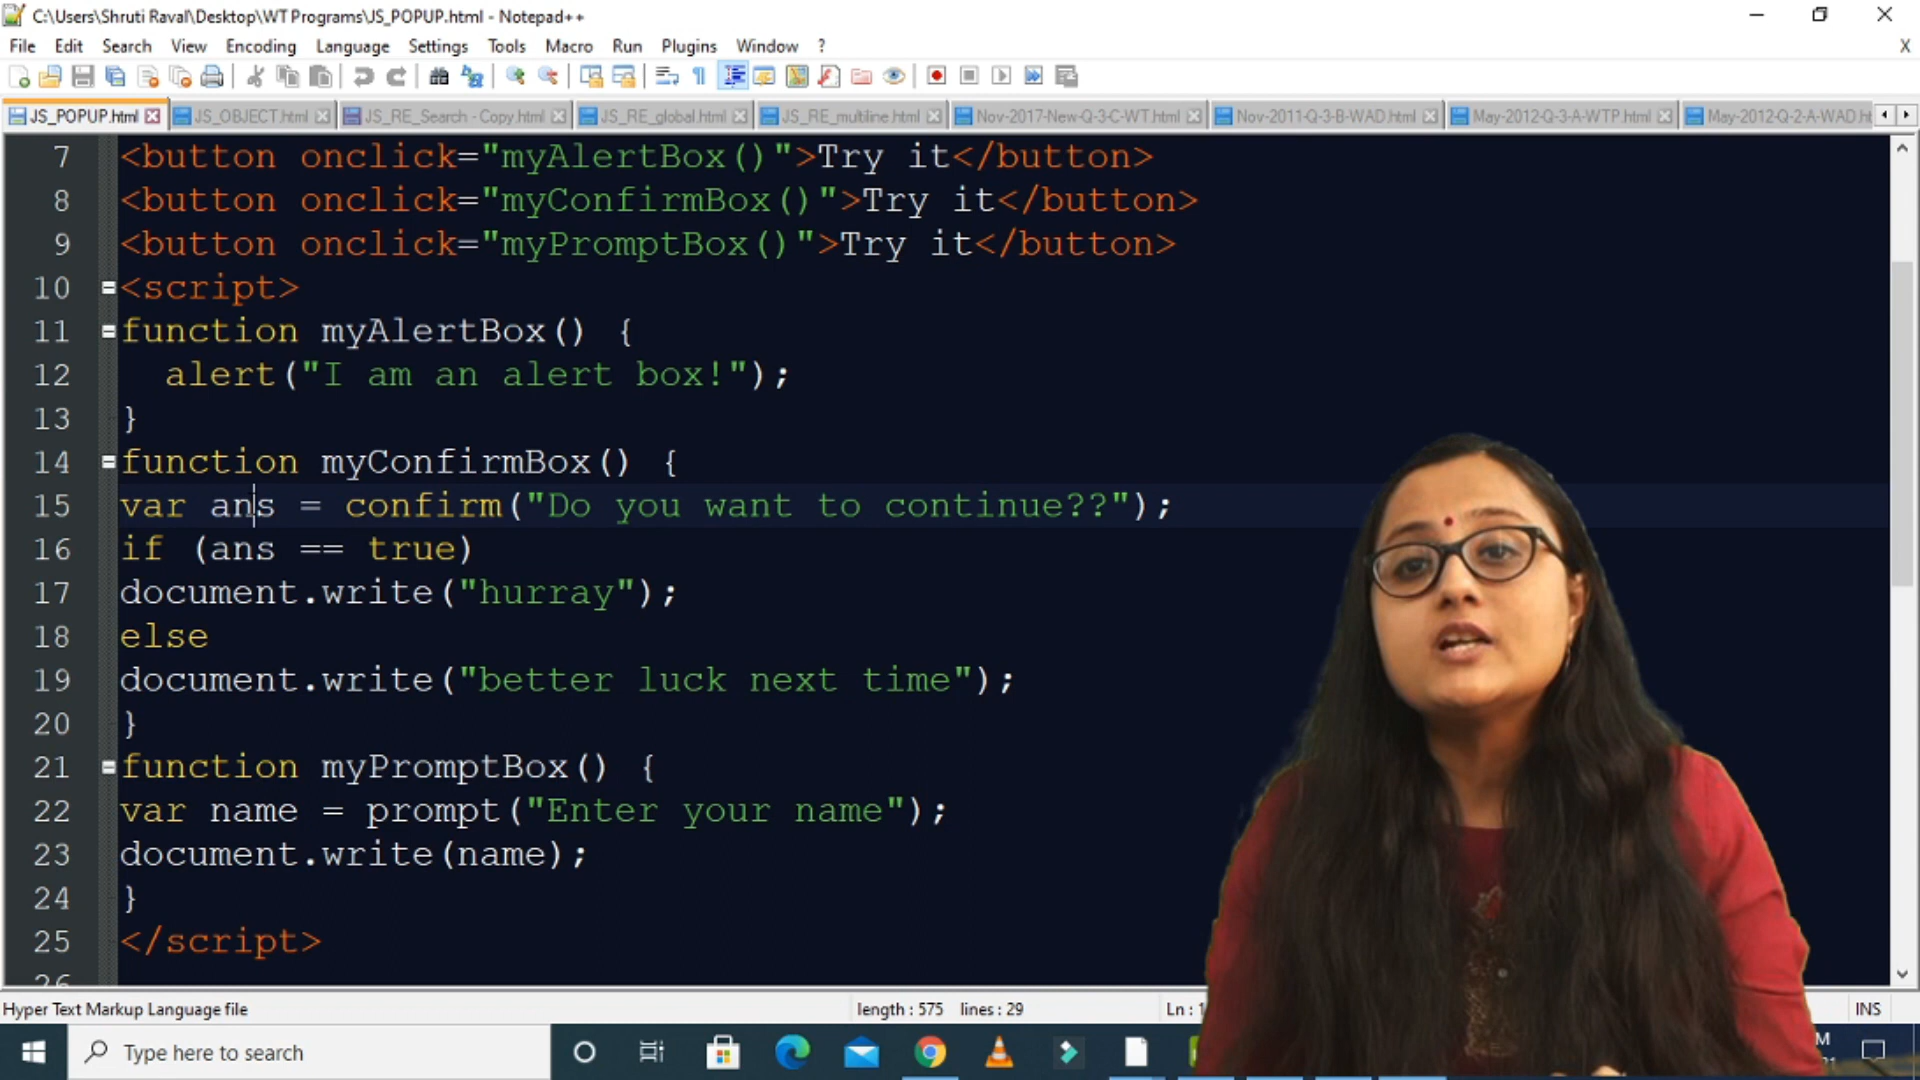 C:\Users\Shruti Raval\Desktop\WT Programs\JS_POPUP.html - Notepad++
File Edit Search View Encoding Language Settings Tools Macro Run Plugins Window ? X
JS_POPUP.html JS_OBJECT.html JS_RE_Search - Copy.html JS_RE_global.html JS_RE_multiline.html Nov-2017-New-Q-3-C-WT.html Nov-2011-Q-3-B-WAD.html May-2012-Q-3-A-WTP.html May-2012-Q-2-A-WAD.ht
7 <button onclick="myAlertBox()">Try it</button>
8 <button onclick="myConfirmBox()">Try it</button>
9 <button onclick="myPromptBox()">Try it</button>
10 <script>
11 function myAlertBox() {
12 alert("I am an alert box!");
13 }
14 function myConfirmBox() {
15 var ans = confirm("Do you want to continue??");
16 if (ans == true)
17 document.write("hurray");
18 else
19 document.write("better luck next time");
20 }
21 function myPromptBox() {
22 var name = prompt("Enter your name");
23 document.write(name);
24 }
25 </script>
26
Hyper Text Markup Language file length : 575 lines : 29 Ln : 1 INS
Type here to search